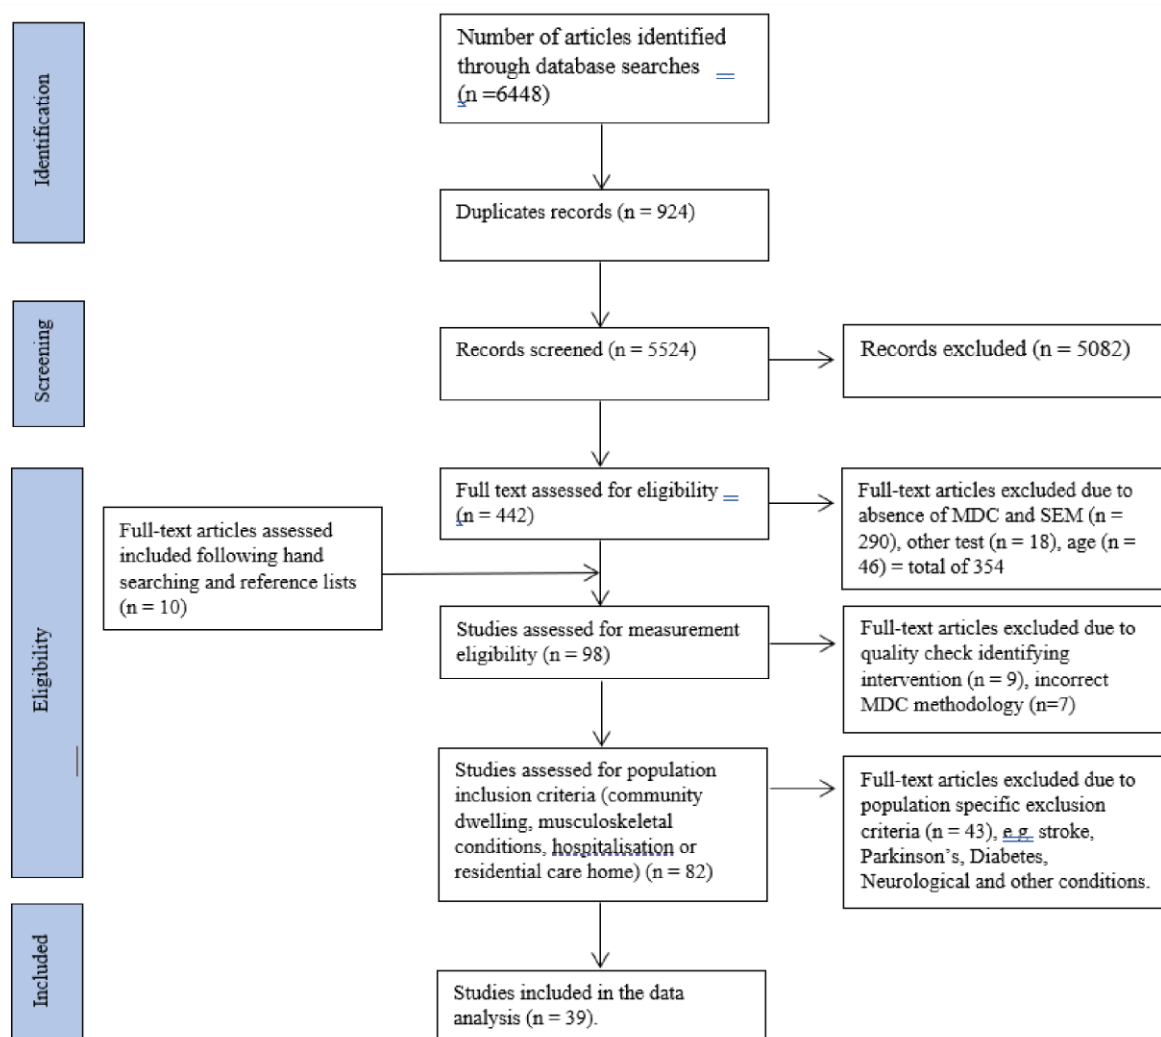 Identification
Number of articles identified
through database searches
(n =6448)
Duplicates records (n = 924)
Screening
Records screened (n = 5524)
Records excluded (n = 5082)
Eligibility
Full text assessed for eligibility
(n = 442)
Full-text articles excluded due to
absence of MDC and SEM (n =
290), other test (n = 18), age (n =
46) = total of 354
Full-text articles assessed
included following hand
searching and reference lists
(n = 10)
Studies assessed for measurement
eligibility (n = 98)
Full-text articles excluded due to
quality check identifying
intervention (n = 9), incorrect
MDC methodology (n=7)
Studies assessed for population
inclusion criteria (community
dwelling, musculoskeletal
conditions, hospitalisation or
residential care home) (n = 82)
Full-text articles excluded due to
population specific exclusion
criteria (n = 43), e.g. stroke,
Parkinson’s, Diabetes,
Neurological and other conditions.
Included
Studies included in the data
analysis (n = 39).